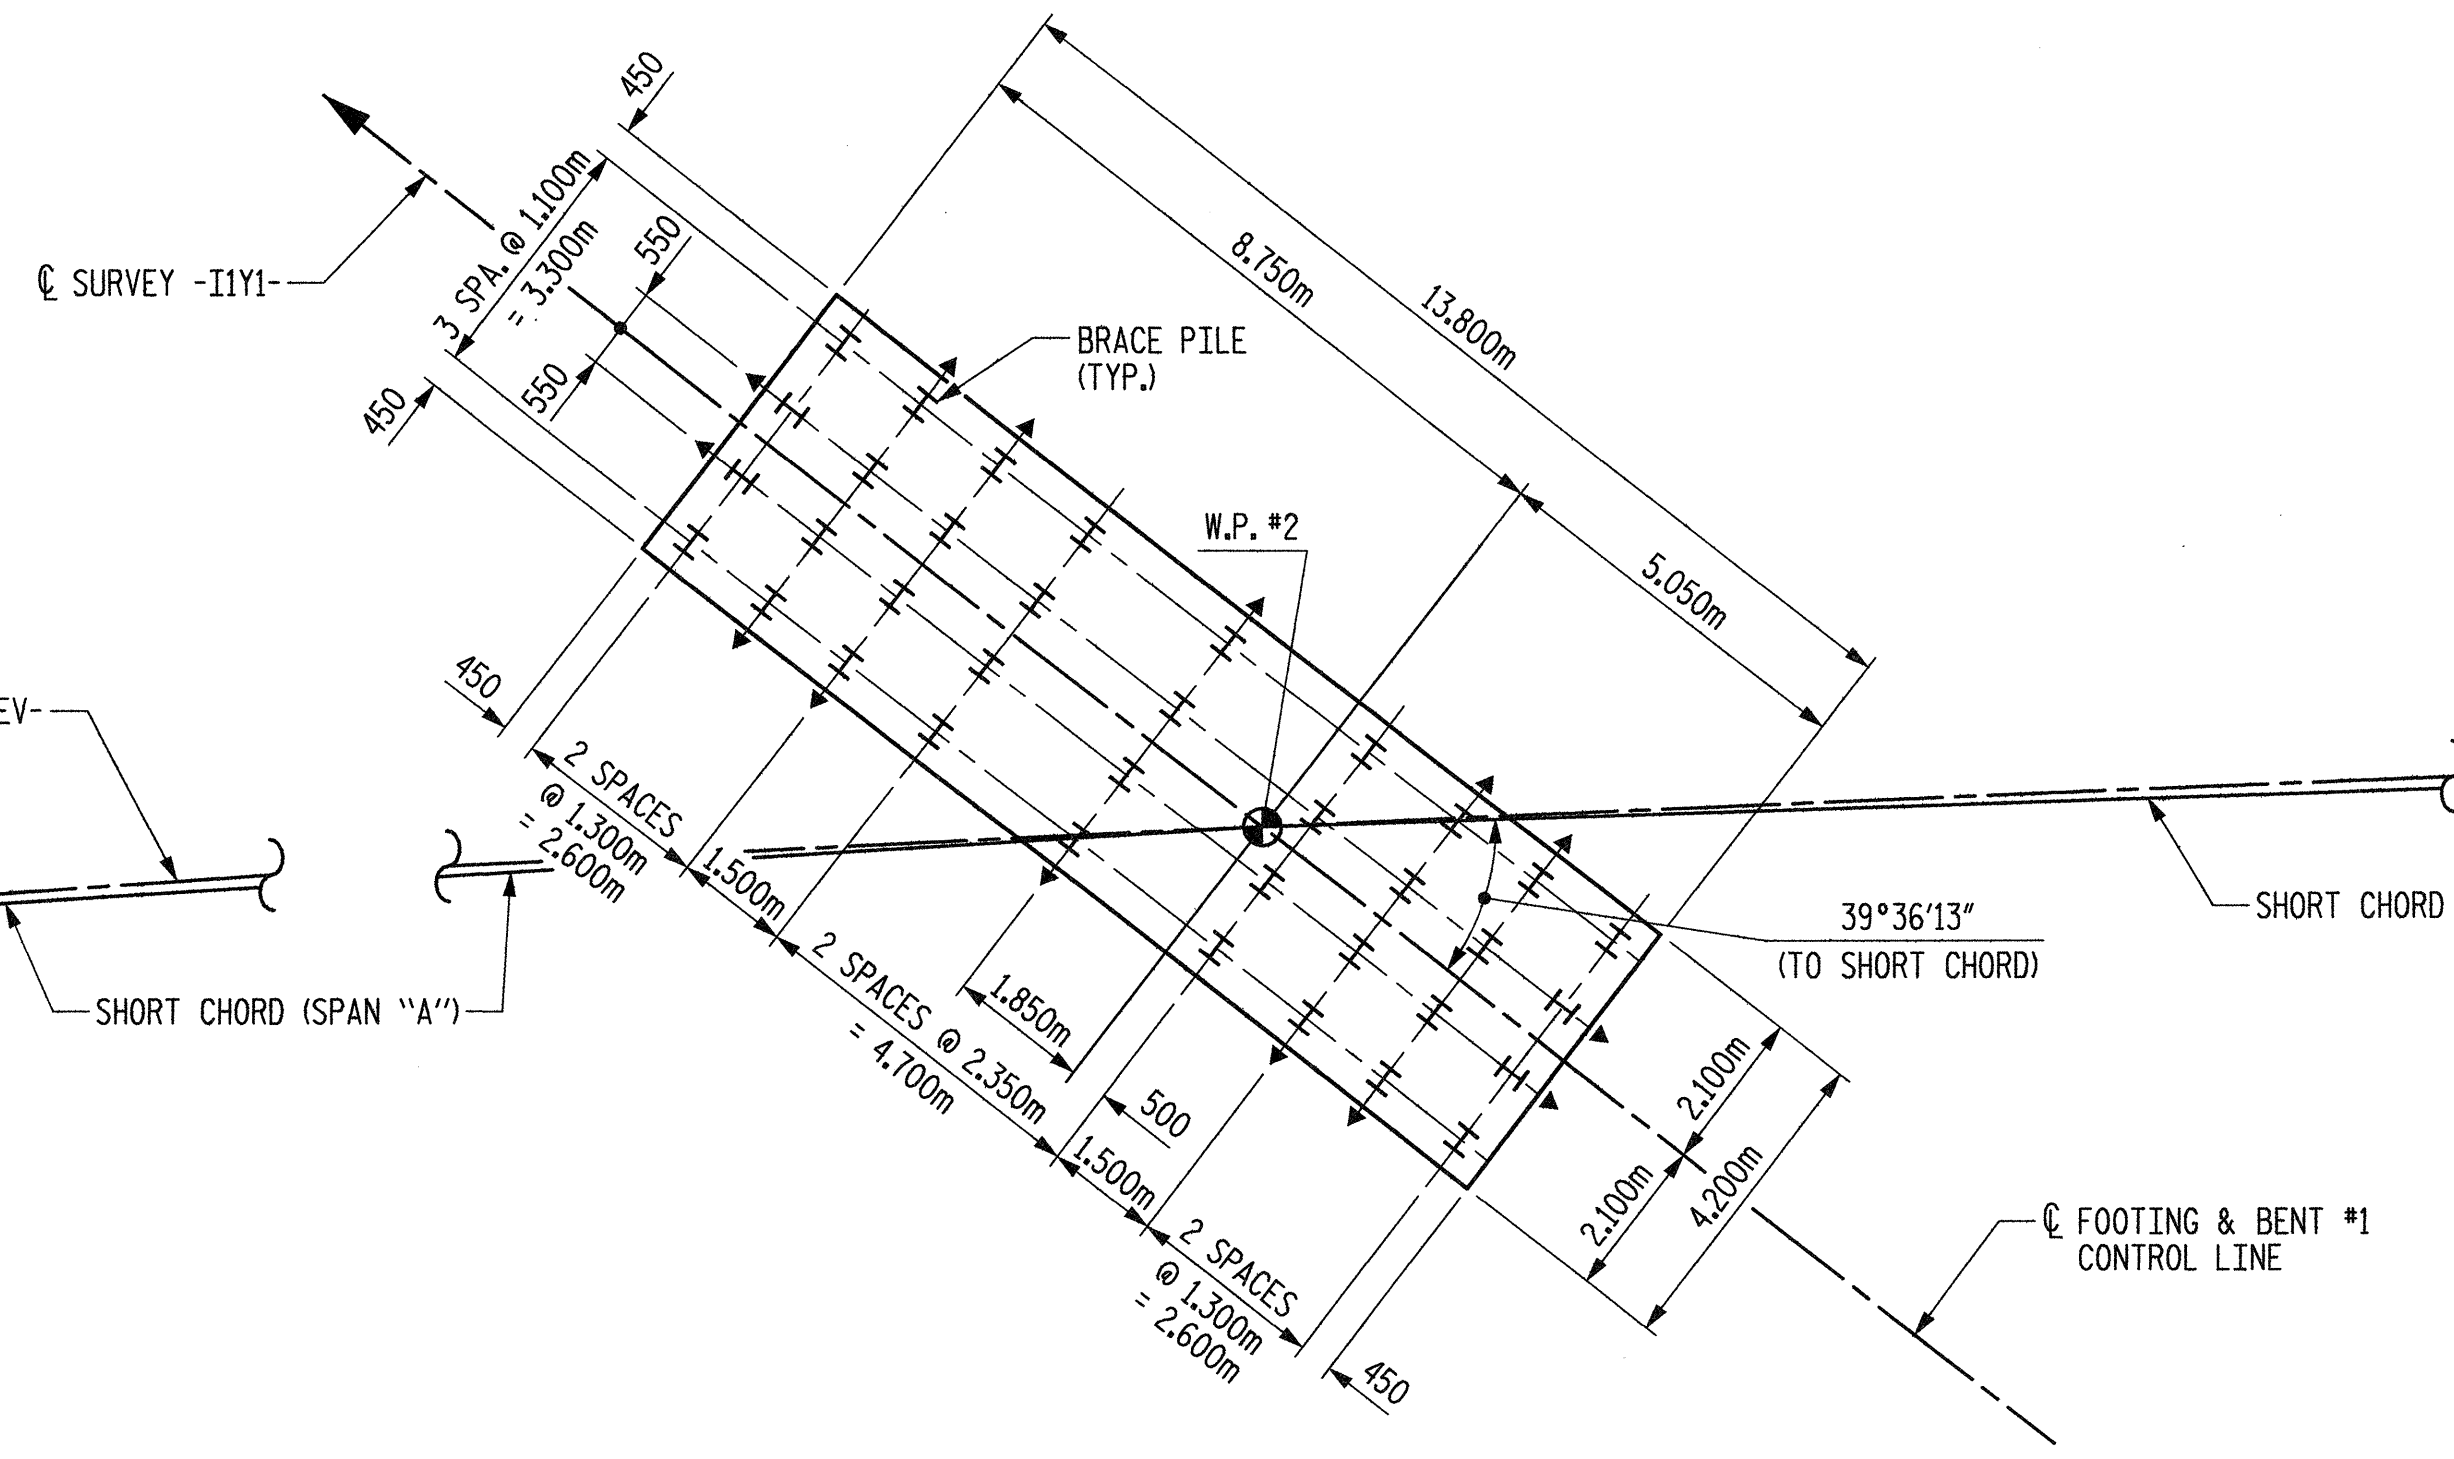 450
℄ SURVEY -I1Y1-
3 SPA. @ 1.100m
= 3.300m
550
550
450
BRACE PILE
(TYP.)
8.750m
13.800m
5.050m
W.P. #2
450
EV-
2 SPACES
@ 1.300m
= 2.600m
1.500m
2 SPACES @ 2.350m
= 4.700m
1.850m
500
1.500m
2 SPACES
@ 1.300m
= 2.600m
450
SHORT CHORD (SPAN "A")
39°36'13"
(TO SHORT CHORD)
SHORT CHORD
2.100m
2.100m
4.200m
℄ FOOTING & BENT #1
CONTROL LINE